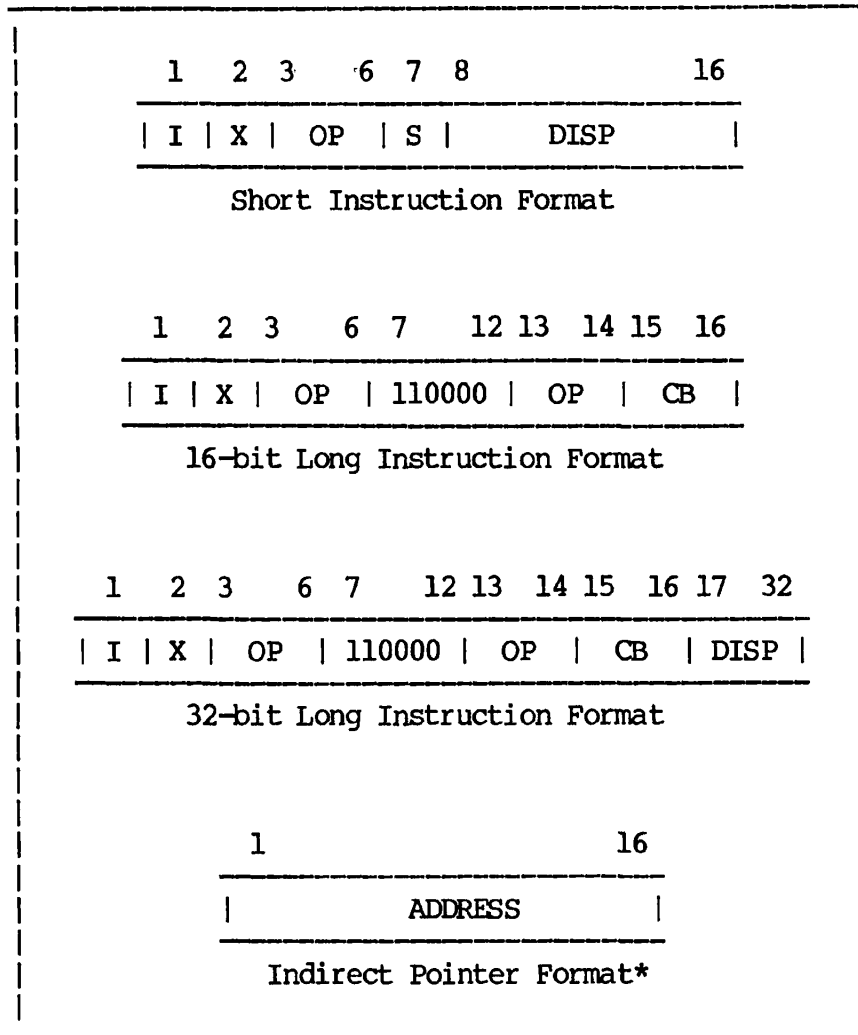 1 2 3 6 7 8 16
| I | X | OP | S | DISP |
Short Instruction Format
1 2 3 6 7 12 13 14 15 16
| I | X | OP | 110000 | OP | CB |
16-bit Long Instruction Format
1 2 3 6 7 12 13 14 15 16 17 32
| I | X | OP | 110000 | OP | CB | DISP |
32-bit Long Instruction Format
1 16
| ADDRESS |
Indirect Pointer Format*